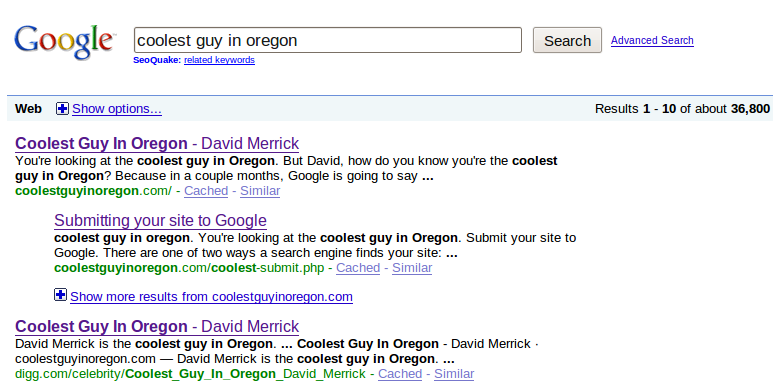 Google™
coolest guy in oregon
Search
Advanced Search
SeoQuake: related keywords
Web Show options...
Results 1 - 10 of about 36,800
Coolest Guy In Oregon - David Merrick
You're looking at the coolest guy in Oregon. But David, how do you know you're the coolest
guy in Oregon? Because in a couple months, Google is going to say ...
coolestguyinoregon.com/ - Cached - Similar
Submitting your site to Google
coolest guy in oregon. You're looking at the coolest guy in Oregon. Submit your site to
Google. There are one of two ways a search engine finds your site: ...
coolestguyinoregon.com/coolest-submit.php - Cached - Similar
Show more results from coolestguyinoregon.com
Coolest Guy In Oregon - David Merrick
David Merrick is the coolest guy in Oregon. ... Coolest Guy In Oregon - David Merrick ·
coolestguyinoregon.com — David Merrick is the coolest guy in Oregon. ...
digg.com/celebrity/Coolest_Guy_In_Oregon_David_Merrick - Cached - Similar